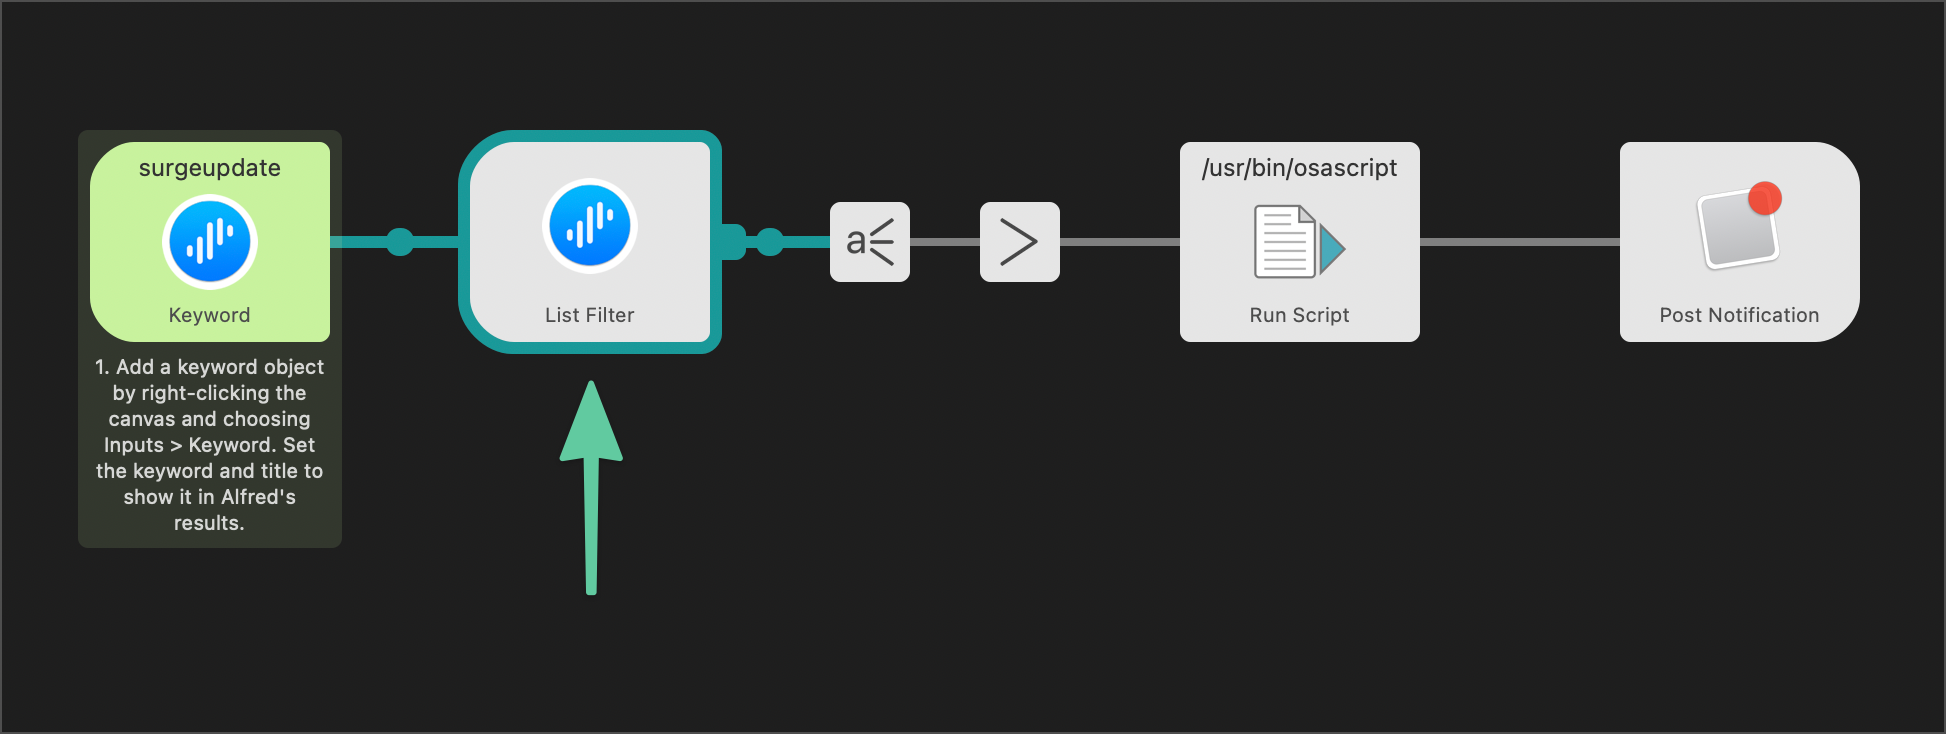 surgeupdate
Keyword
1. Add a keyword object
by right-clicking the
canvas and choosing
Inputs > Keyword. Set
the keyword and title to
show it in Alfred's
results.
List Filter
a
/usr/bin/osascript
Run Script
Post Notification